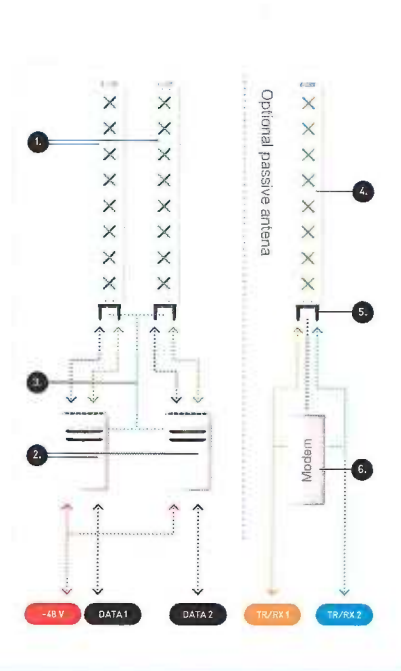 1.
Optional passive antena
4.
5.
3.
2.
Modem
6.
-48 V
DATA 1
DATA 2
TR/RX 1
TR/RX 2